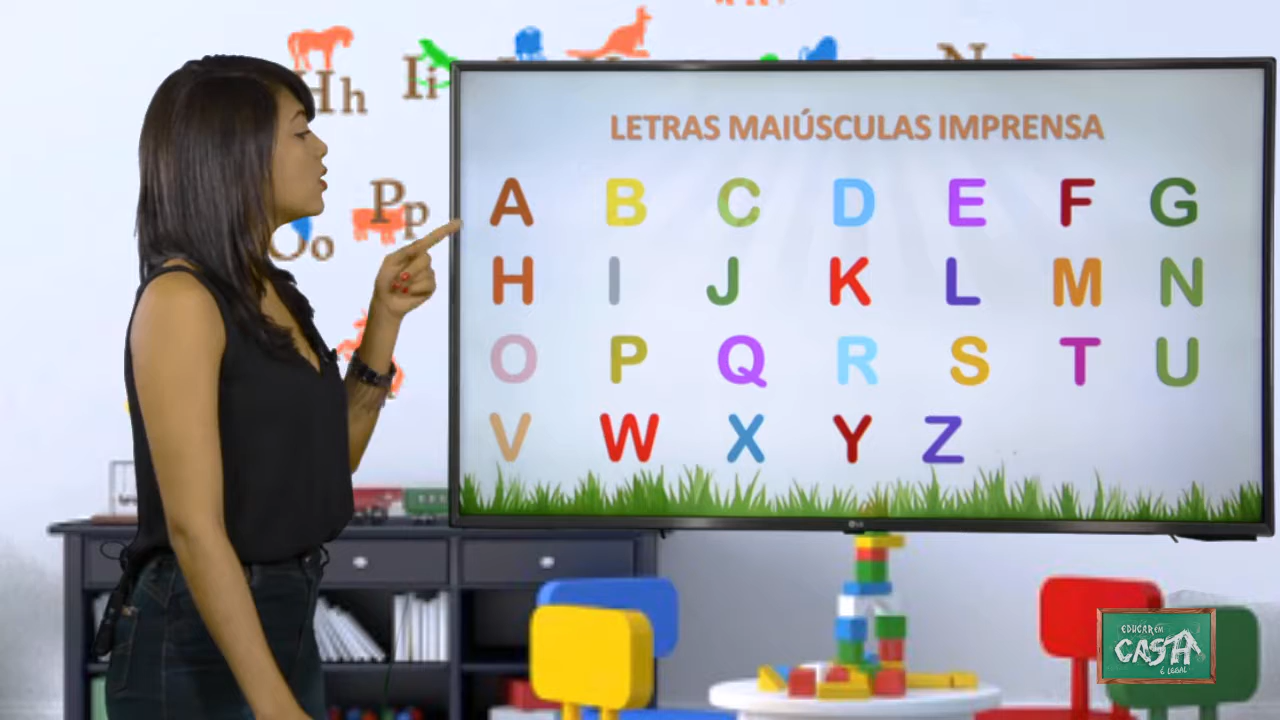 Hh Ii
N
Pp
Oo
LETRAS MAIÚSCULAS IMPRENSA
A B C D E F G
H I J K L M N
O P Q R S T U
V W X Y Z
LG
EDUCAR EM
CASA
É LEGAL